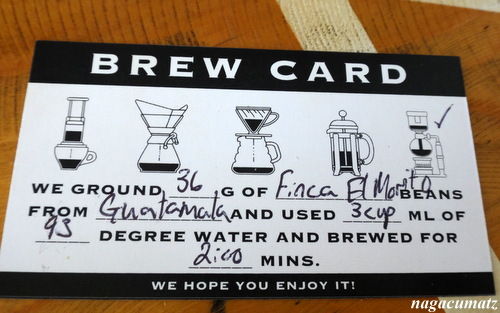 BREW CARD
WE GROUND 36 G OF Finca El Morito BEANS
FROM Guatamala AND USED 3cup ML OF
93 DEGREE WATER AND BREWED FOR
2:00 MINS.
WE HOPE YOU ENJOY IT!
nagacumatz